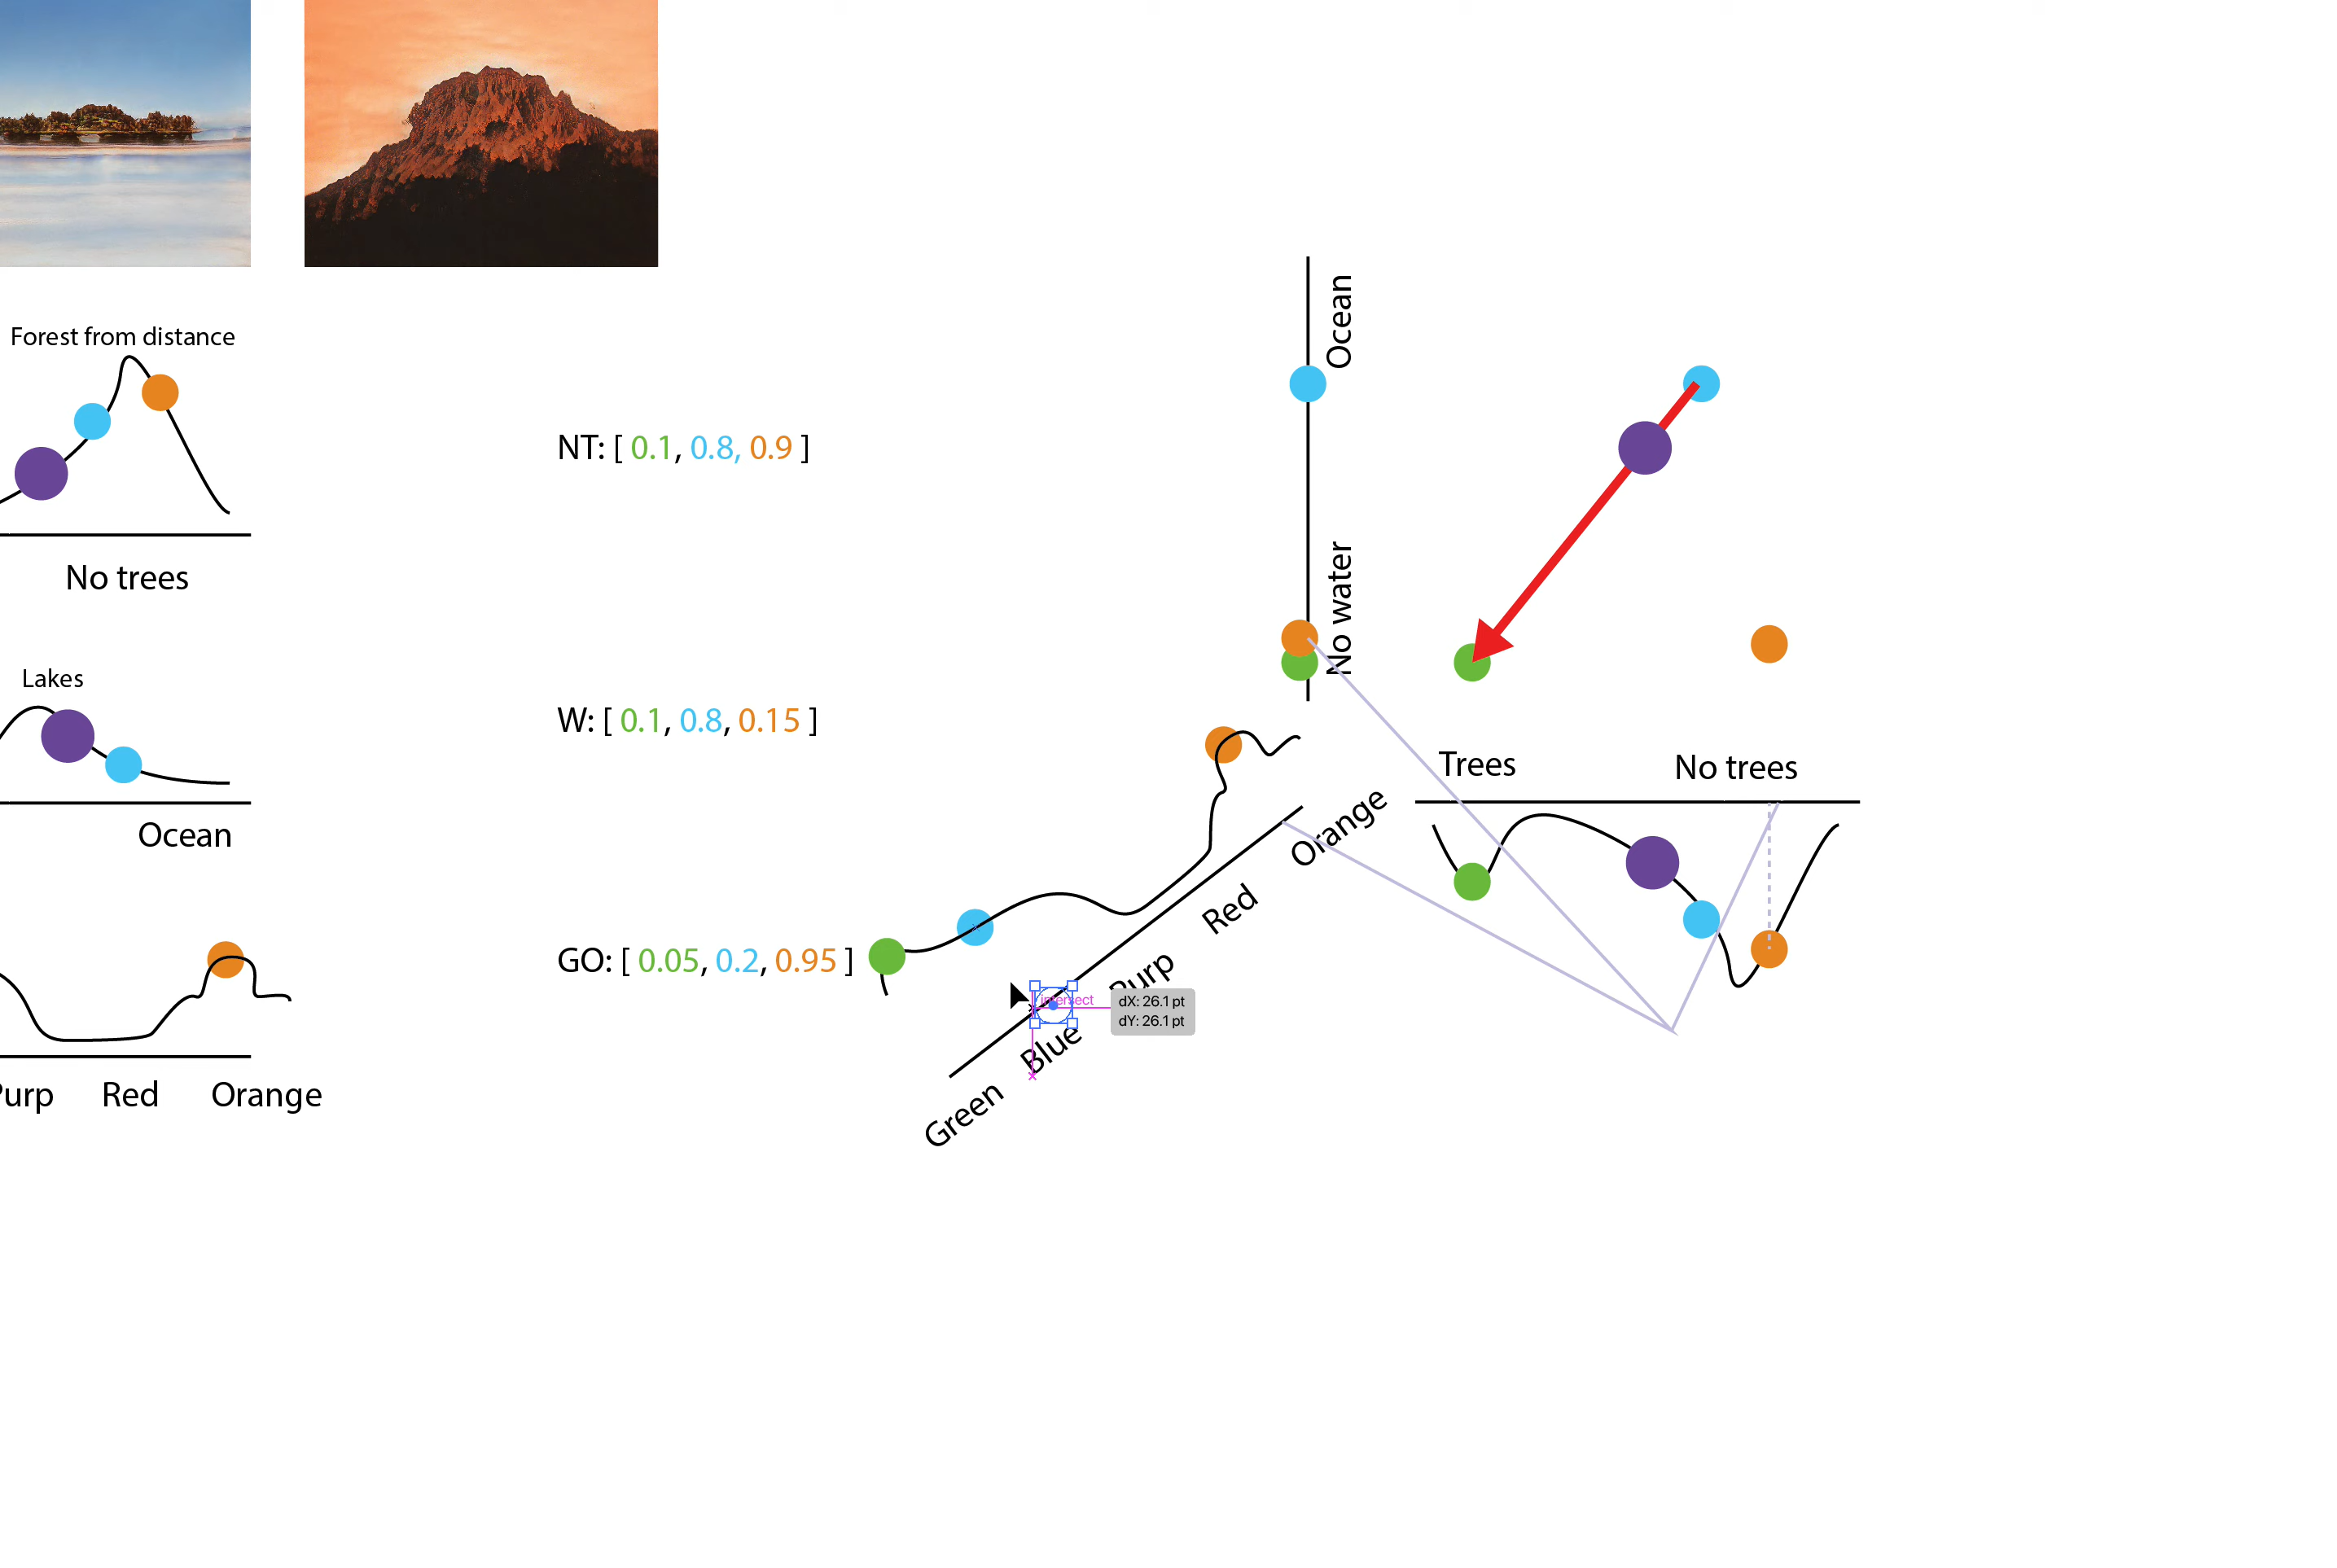 Forest from distance
No trees
Lakes
Ocean
Purp
Red
Orange
NT: [ 0.1, 0.8, 0.9 ]
W: [ 0.1, 0.8, 0.15 ]
GO: [ 0.05, 0.2, 0.95 ]
Ocean
No water
Trees
No trees
Orange
Red
Purp
Blue
Green
intersect
dX: 26.1 pt
dY: 26.1 pt